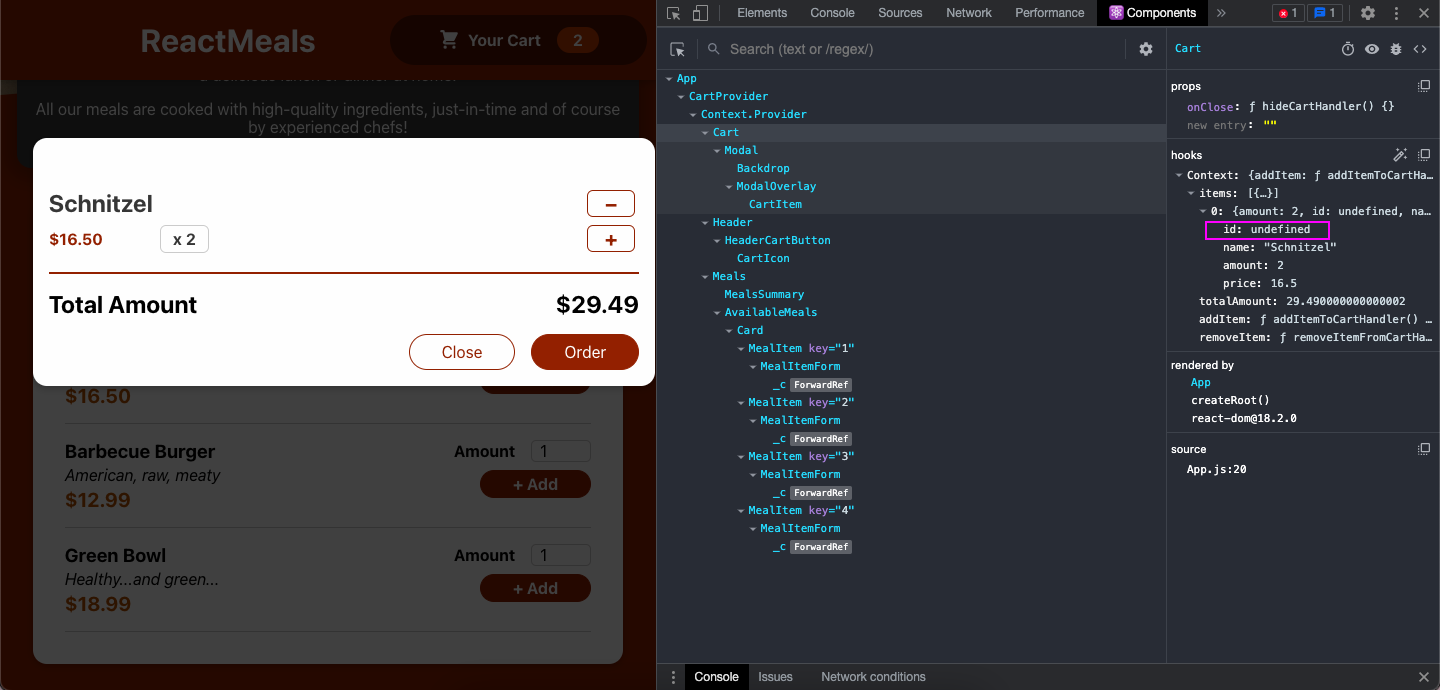 ReactMeals
Your Cart 2
a delicious lunch or dinner at home.
All our meals are cooked with high-quality ingredients, just-in-time and of course
by experienced chefs!
Schnitzel
−
$16.50 x 2 +
Total Amount $29.49
Close Order
$16.50
Barbecue Burger Amount 1
American, raw, meaty + Add
$12.99
Green Bowl Amount 1
Healthy...and green... + Add
$18.99
Elements Console Sources Network Performance Components » 1 1
Search (text or /regex/)
App
CartProvider
Context.Provider
Cart
Modal
Backdrop
ModalOverlay
CartItem
Header
HeaderCartButton
CartIcon
Meals
MealsSummary
AvailableMeals
Card
MealItem key="1"
MealItemForm
_c ForwardRef
MealItem key="2"
MealItemForm
_c ForwardRef
MealItem key="3"
MealItemForm
_c ForwardRef
MealItem key="4"
MealItemForm
_c ForwardRef
Cart
props
onClose: ƒ hideCartHandler() {}
new entry: ""
hooks
Context: {addItem: ƒ addItemToCartHa…
items: [{…}]
0: {amount: 2, id: undefined, na…
id: undefined
name: "Schnitzel"
amount: 2
price: 16.5
totalAmount: 29.490000000000002
addItem: ƒ addItemToCartHandler() …
removeItem: ƒ removeItemFromCartHa…
rendered by
App
createRoot()
react-dom@18.2.0
source
App.js:20
Console Issues Network conditions